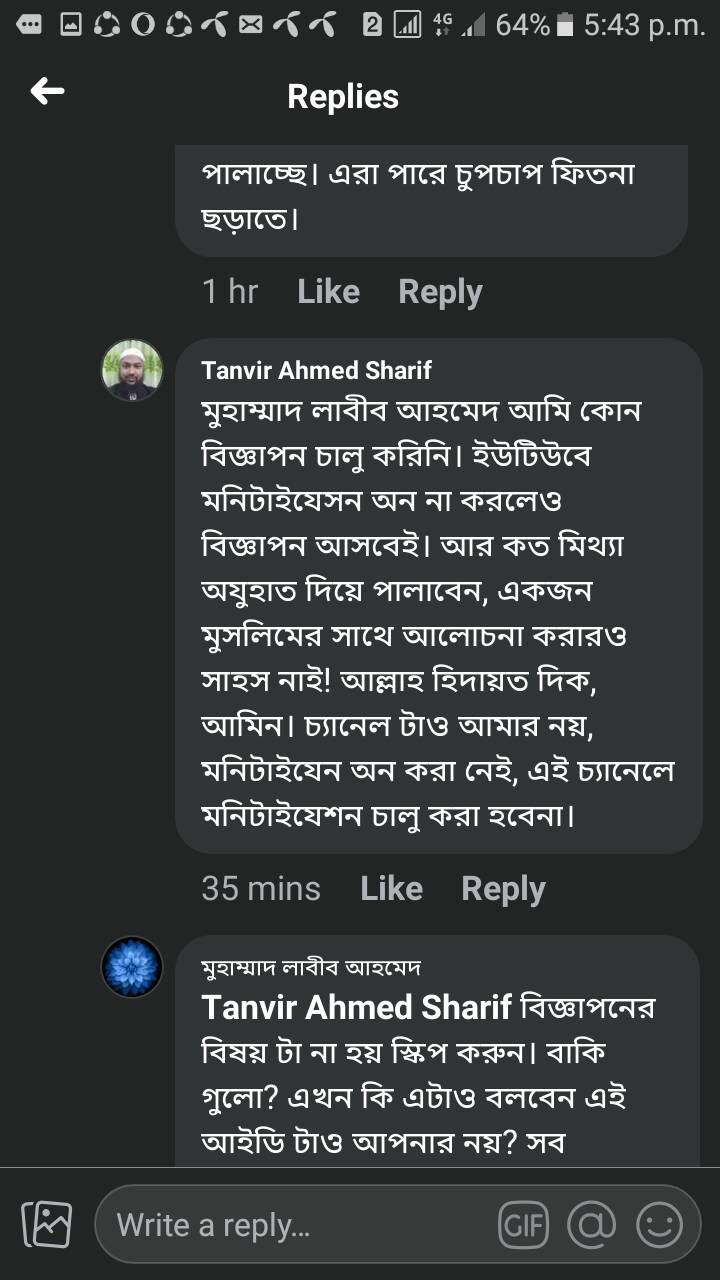 2 4G 64% 5:43 p.m.
Replies
পালাচ্ছে। এরা পারে চুপচাপ ফিতনা
ছড়াতে।
1 hr Like Reply
Tanvir Ahmed Sharif
মুহাম্মাদ লাবীব আহমেদ আমি কোন
বিজ্ঞাপন চালু করিনি। ইউটিউবে
মনিটাইযেসন অন না করলেও
বিজ্ঞাপন আসবেই। আর কত মিথ্যা
অযুহাত দিয়ে পালাবেন, একজন
মুসলিমের সাথে আলোচনা করারও
সাহস নাই! আল্লাহ হিদায়ত দিক,
আমিন। চ্যানেল টাও আমার নয়,
মনিটাইযেন অন করা নেই, এই চ্যানেলে
মনিটাইযেশন চালু করা হবেনা।
35 mins Like Reply
মুহাম্মাদ লাবীব আহমেদ
Tanvir Ahmed Sharif বিজ্ঞাপনের
বিষয় টা না হয় স্কিপ করুন। বাকি
গুলো? এখন কি এটাও বলবেন এই
আইডি টাও আপনার নয়? সব
Write a reply... GIF @